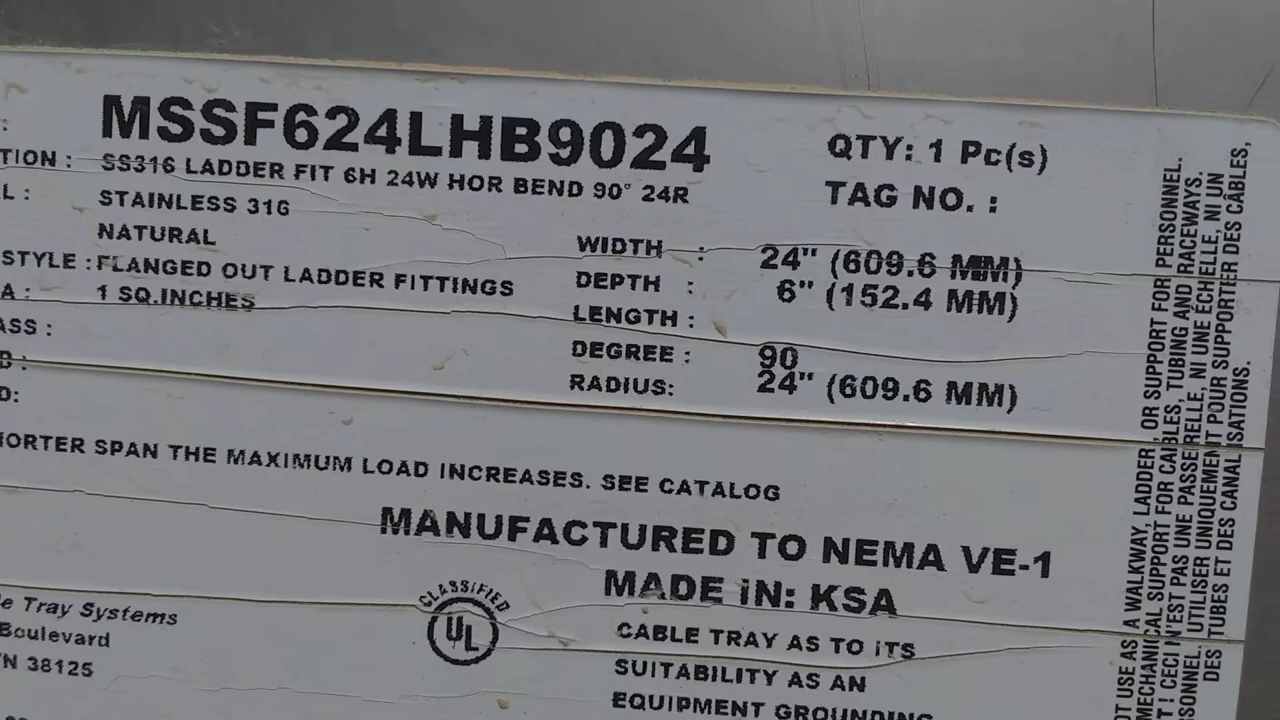 : MSSF624LHB9024
TION : SS316 LADDER FIT 6H 24W HOR BEND 90° 24R
L : STAINLESS 316
NATURAL
STYLE : FLANGED OUT LADDER FITTINGS
A : 1 SQ.INCHES
ASS :
D:
QTY: 1 Pc(s)
TAG NO. :
WIDTH : 24" (609.6 MM)
DEPTH : 6" (152.4 MM)
LENGTH :
DEGREE : 90
RADIUS: 24" (609.6 MM)
HORTER SPAN THE MAXIMUM LOAD INCREASES. SEE CATALOG
MANUFACTURED TO NEMA VE-1
MADE IN: KSA
CLASSIFIED
UL
CABLE TRAY AS TO ITS
SUITABILITY AS AN
EQUIPMENT GROUNDING
le Tray Systems
Boulevard
TN 38125
OT USE AS A WALKWAY, LADDER, OR SUPPORT FOR PERSONNEL.
MECHANICAL SUPPORT FOR CABLES, TUBING AND RACEWAYS.
T ! CECI N'EST PAS UNE PASSERELLE, NI UNE ÉCHELLE, NI UN
SONNEL. UTILISER UNIQUEMENT POUR SUPPORTER DES CÂBLES,
DES TUBES ET DES CANALISATIONS.